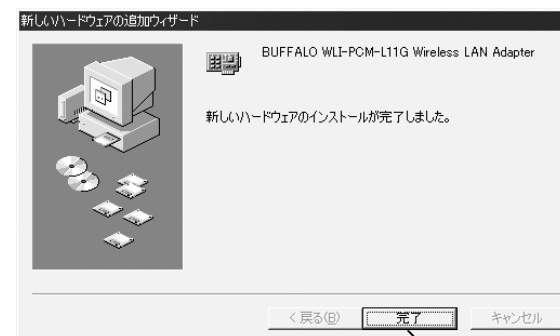 新しいハードウェアの追加ウィザード
BUFFALO WLI-PCM-L11G Wireless LAN Adapter
新しいハードウェアのインストールが完了しました。
< 戻る(B)
完了
キャンセル